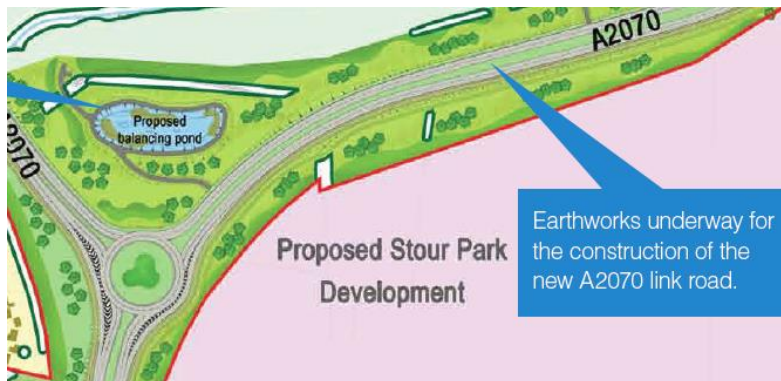 A2070
Proposed
balancing pond
A2070
Proposed Stour Park
Development
Earthworks underway for
the construction of the
new A2070 link road.